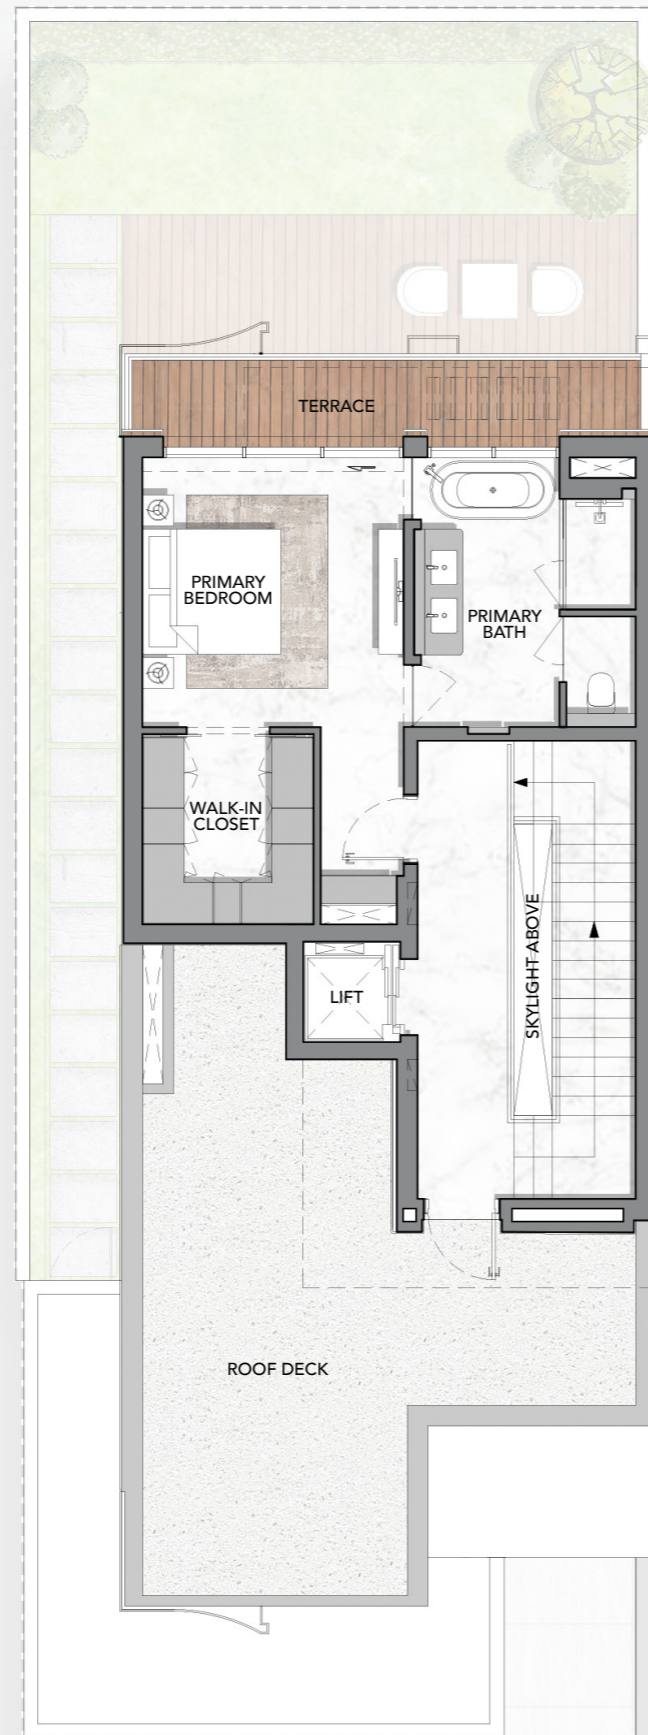 TERRACE
PRIMARY
BEDROOM
PRIMARY
BATH
WALK-IN
CLOSET
SKYLIGHT ABOVE
LIFT
ROOF DECK